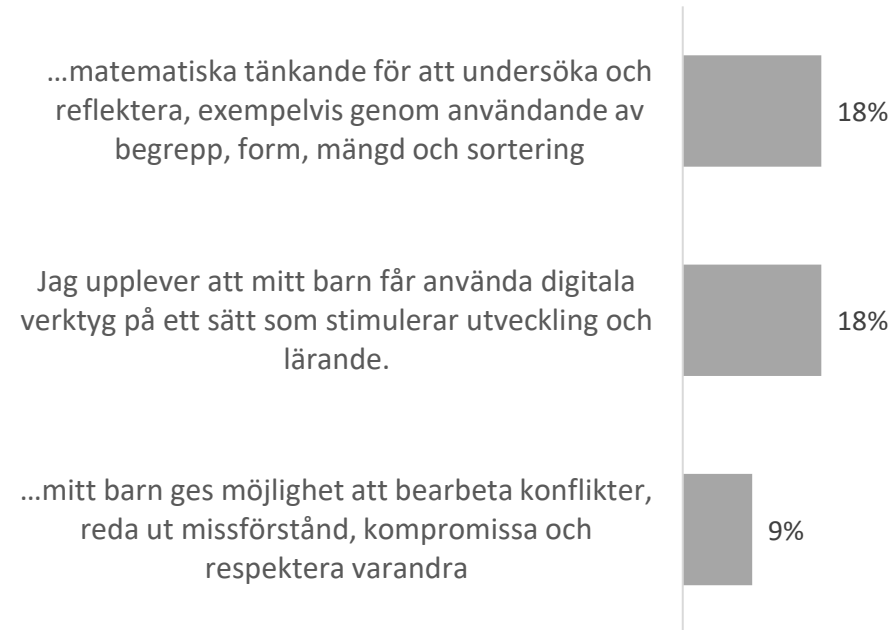 …matematiska tänkande för att undersöka och
reflektera, exempelvis genom användande av
begrepp, form, mängd och sortering
18%
Jag upplever att mitt barn får använda digitala
verktyg på ett sätt som stimulerar utveckling och
lärande.
18%
…mitt barn ges möjlighet att bearbeta konflikter,
reda ut missförstånd, kompromissa och
respektera varandra
9%